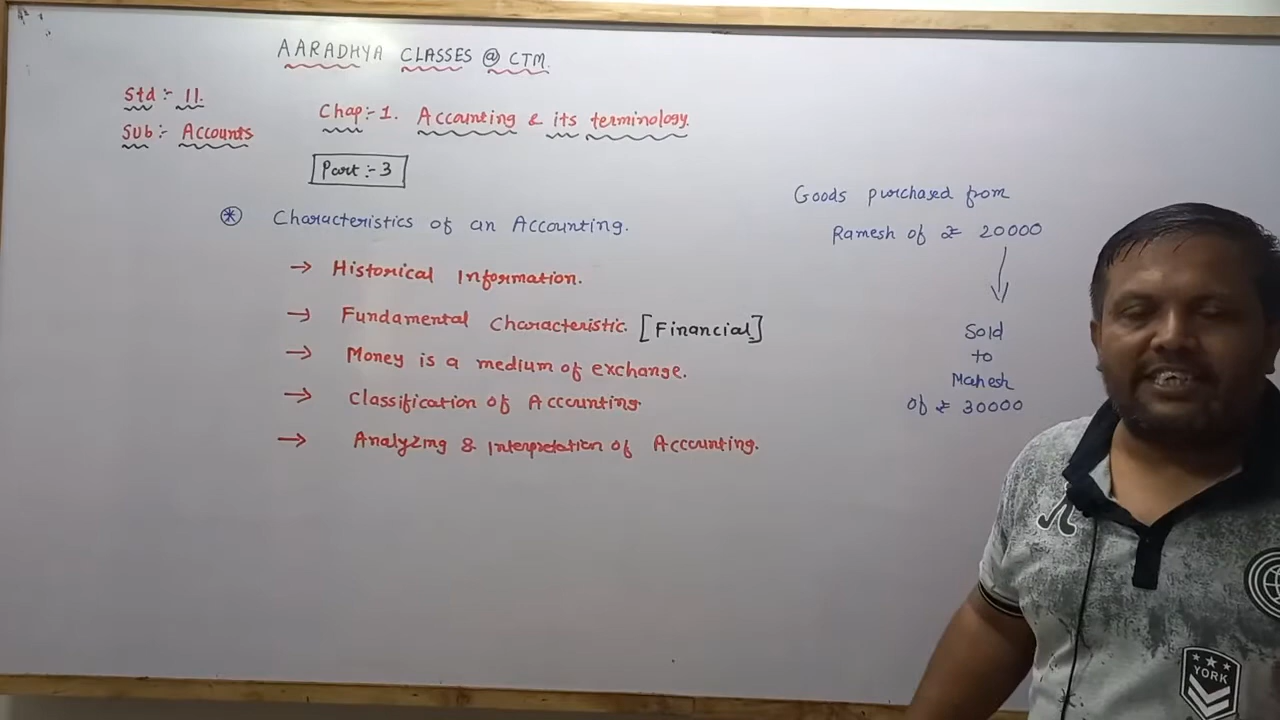 AARADHYA CLASSES @ CTM.
Std :- 11.
Sub :- Accounts
Chap :- 1. Accounting & its terminology.
Part :- 3
Characteristics of an Accounting.
→ Historical Information.
→ Fundamental Characteristic. [Financial]
→ Money is a medium of exchange.
→ Classification of Accounting
→ Analyzing & Interpretation of Accounting.
Goods purchased from
Ramesh of ₹ 20000
Sold
to
Mahesh
of ₹ 30000
YORK